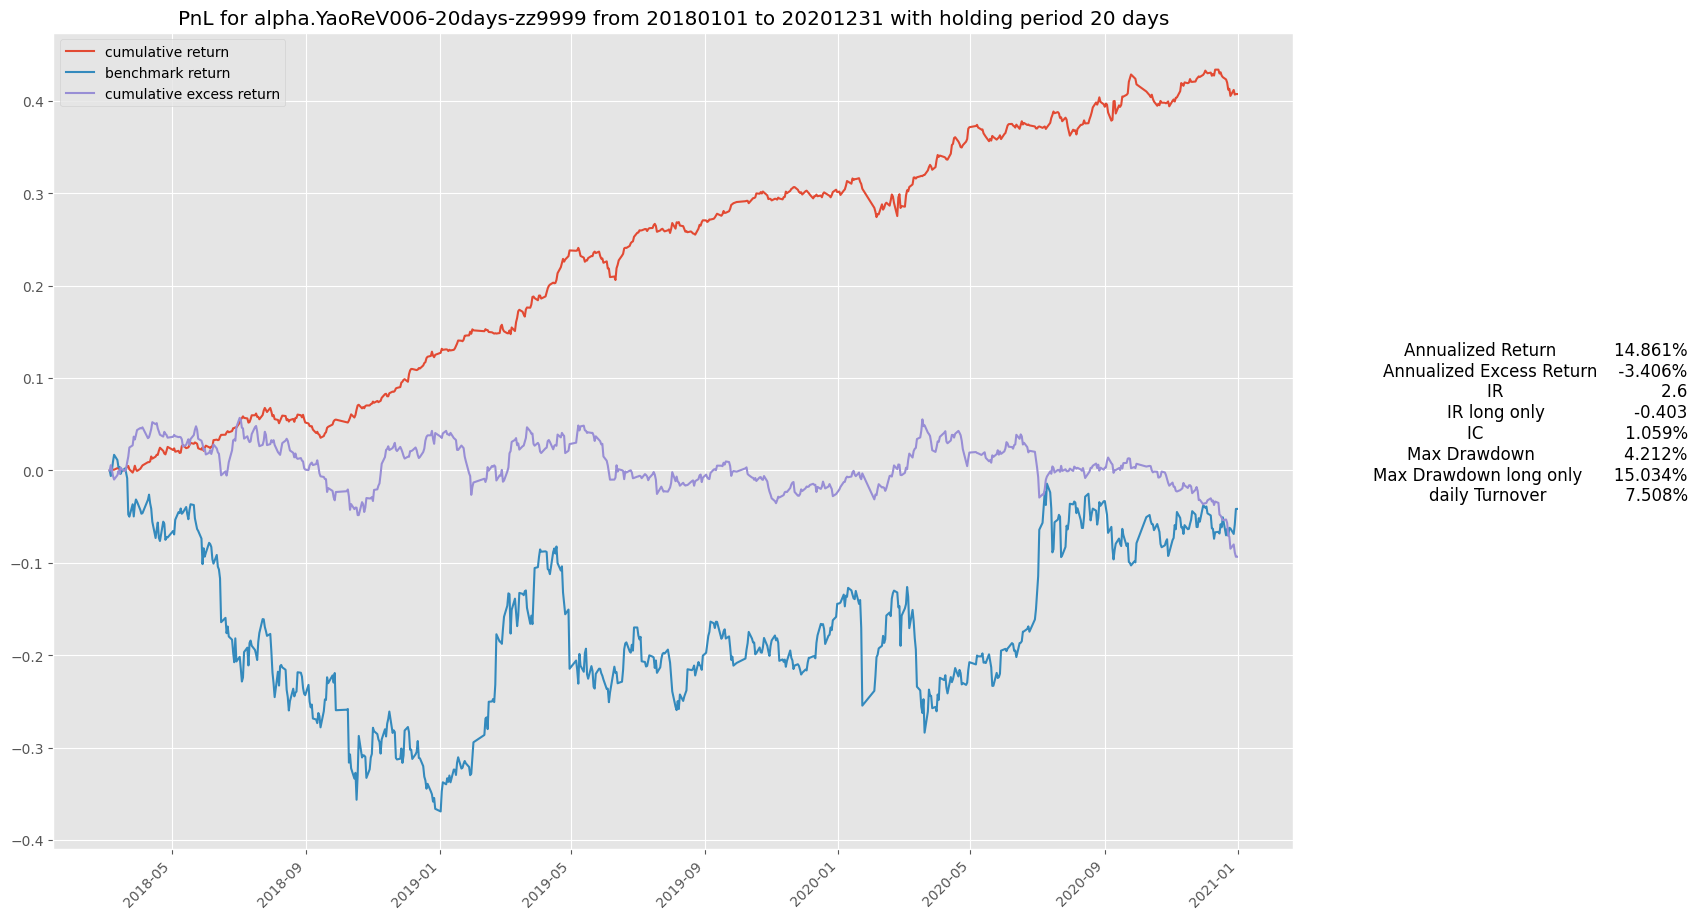 PnL for alpha.YaoReV006-20days-zz9999 from 20180101 to 20201231 with holding period 20 days
cumulative return
benchmark return
cumulative excess return
0.4
0.3
0.2
0.1
0.0
−0.1
−0.2
−0.3
−0.4
2018-05
2018-09
2019-01
2019-05
2019-09
2020-01
2020-05
2020-09
2021-01
Annualized Return 14.861%
Annualized Excess Return -3.406%
IR 2.6
IR long only -0.403
IC 1.059%
Max Drawdown 4.212%
Max Drawdown long only 15.034%
daily Turnover 7.508%